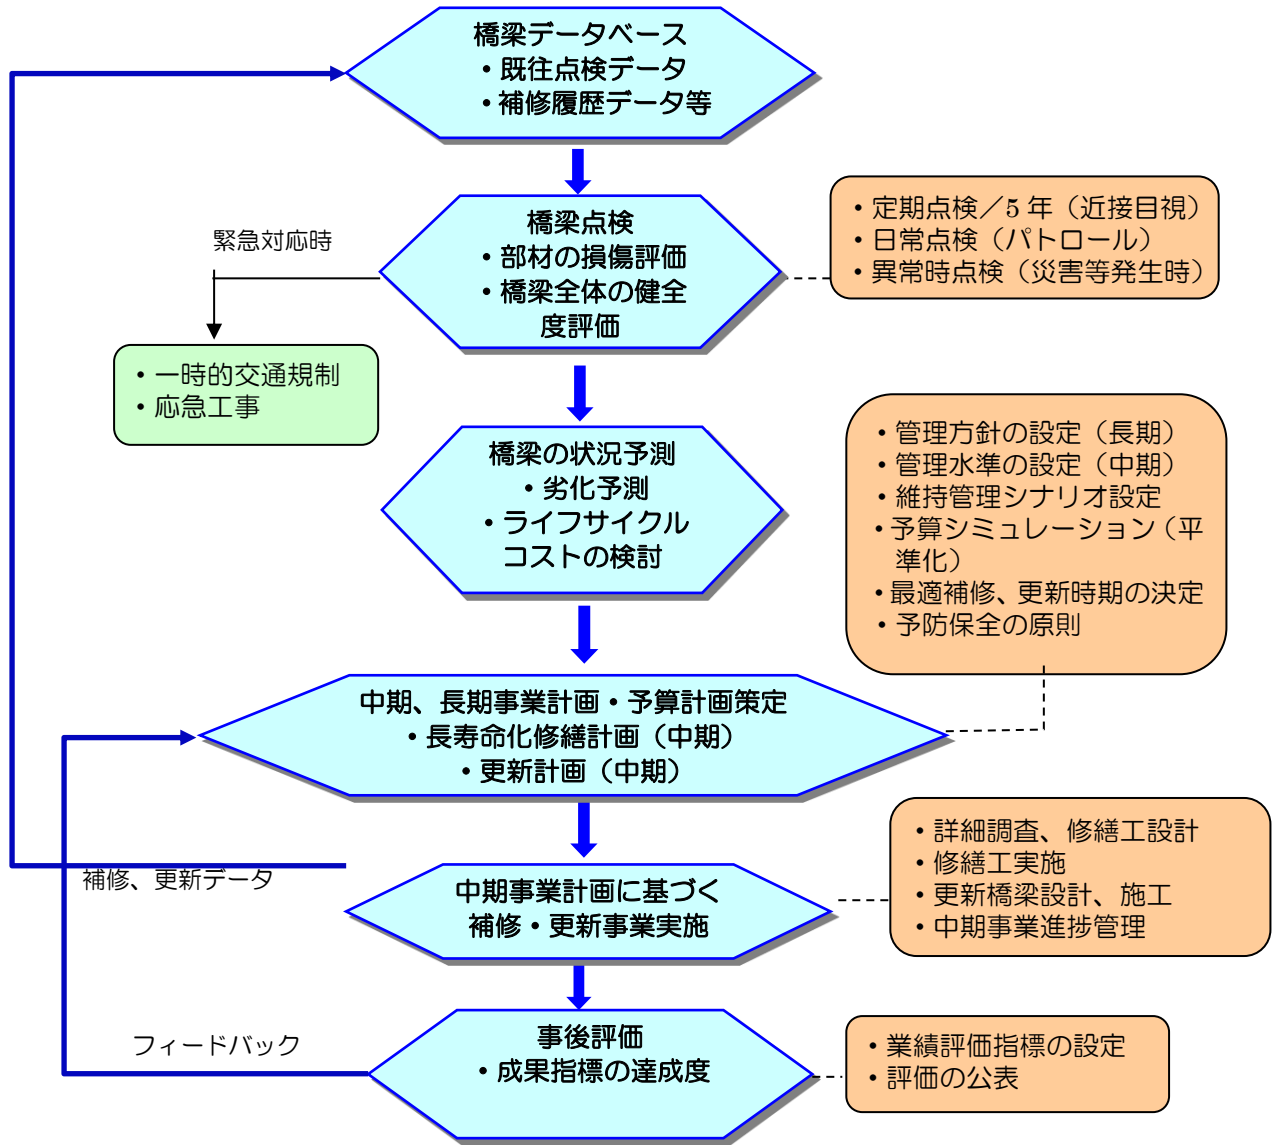 橋梁データベース
・既往点検データ
・補修履歴データ等
橋梁点検
・部材の損傷評価
・橋梁全体の健全
度評価
・定期点検／5 年（近接目視）
・日常点検（パトロール）
・異常時点検（災害等発生時）
緊急対応時
・一時的交通規制
・応急工事
橋梁の状況予測
・劣化予測
・ライフサイクル
コストの検討
・管理方針の設定（長期）
・管理水準の設定（中期）
・維持管理シナリオ設定
・予算シミュレーション（平
準化）
・最適補修、更新時期の決定
・予防保全の原則
中期、長期事業計画・予算計画策定
・長寿命化修繕計画（中期）
・更新計画（中期）
補修、更新データ
中期事業計画に基づく
補修・更新事業実施
・詳細調査、修繕工設計
・修繕工実施
・更新橋梁設計、施工
・中期事業進捗管理
フィードバック
事後評価
・成果指標の達成度
・業績評価指標の設定
・評価の公表